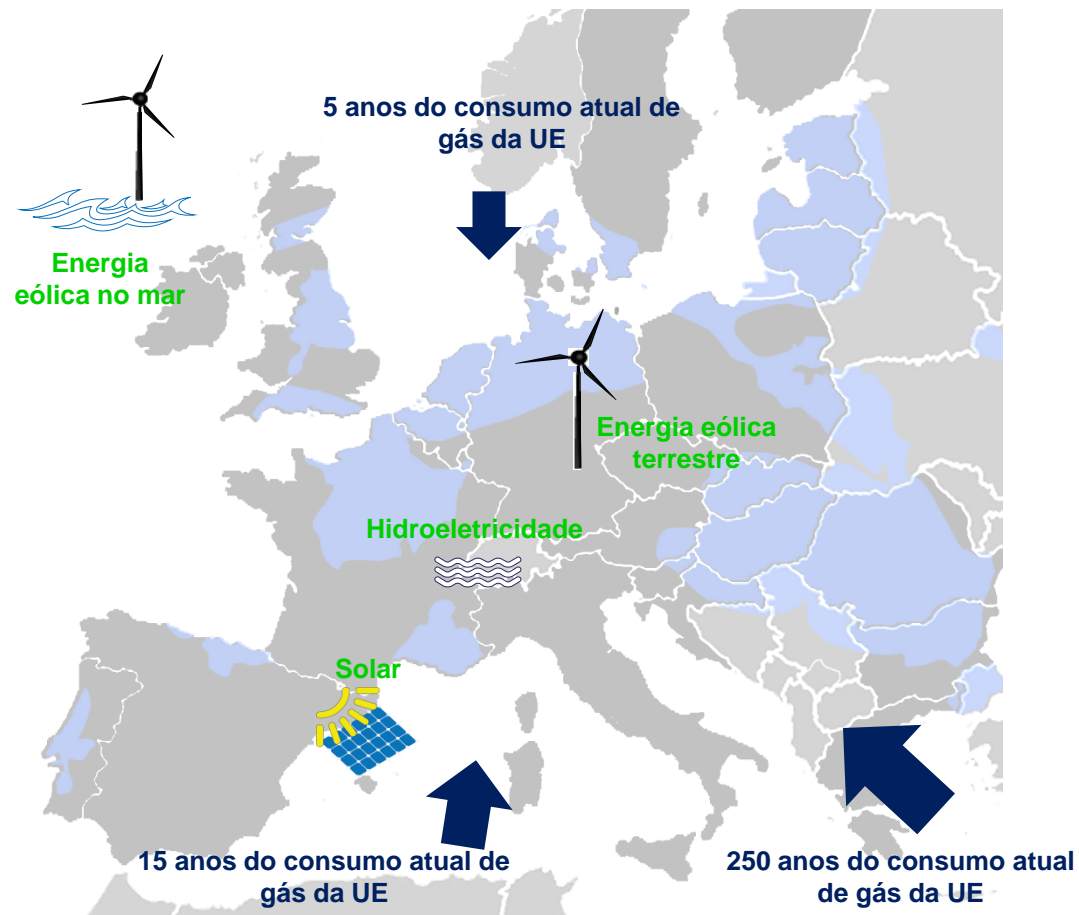 5 anos do consumo atual de
gás da UE
Energia
eólica no mar
Energia eólica
terrestre
Hidroeletricidade
Solar
15 anos do consumo atual de
gás da UE
250 anos do consumo atual
de gás da UE